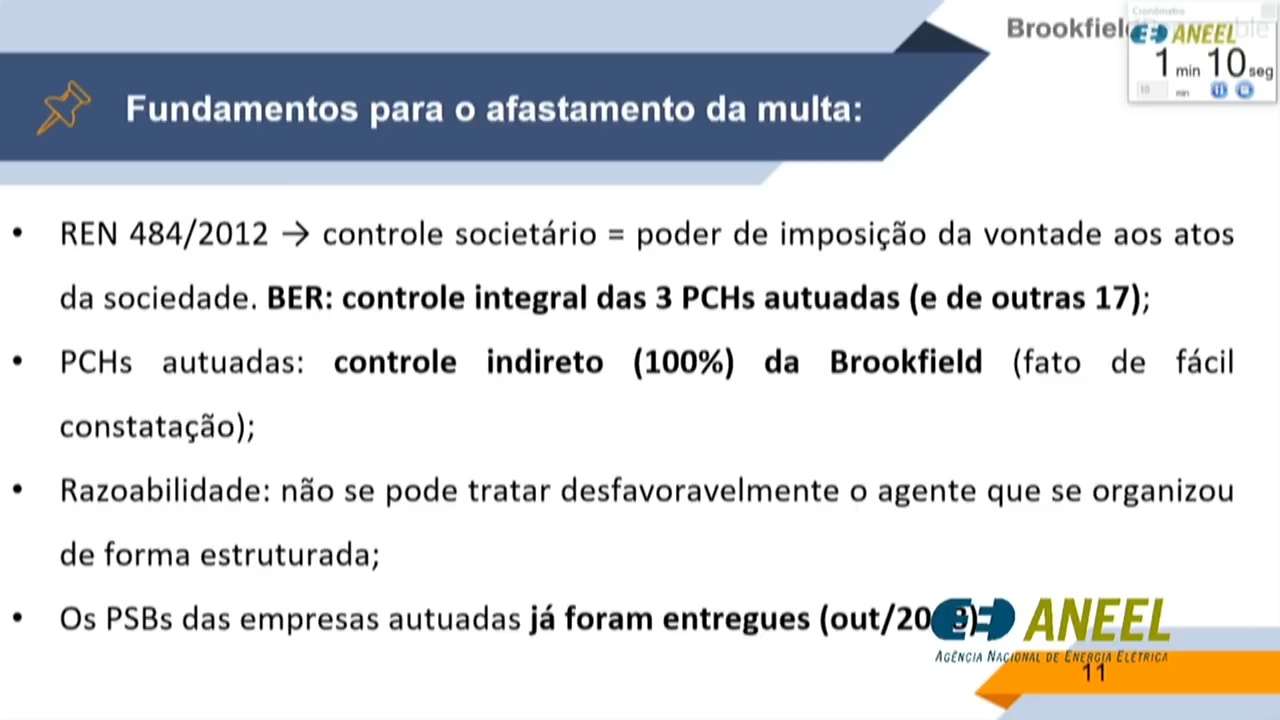 Brookfield
Cronômetro
ANEEL
1 min 10 seg
10 min
Fundamentos para o afastamento da multa:
• REN 484/2012 → controle societário = poder de imposição da vontade aos atos
da sociedade. BER: controle integral das 3 PCHs autuadas (e de outras 17);
• PCHs autuadas: controle indireto (100%) da Brookfield (fato de fácil
constatação);
• Razoabilidade: não se pode tratar desfavoravelmente o agente que se organizou
de forma estruturada;
• Os PSBs das empresas autuadas já foram entregues
ANEEL
AGÊNCIA NACIONAL DE ENERGIA ELÉTRICA
11